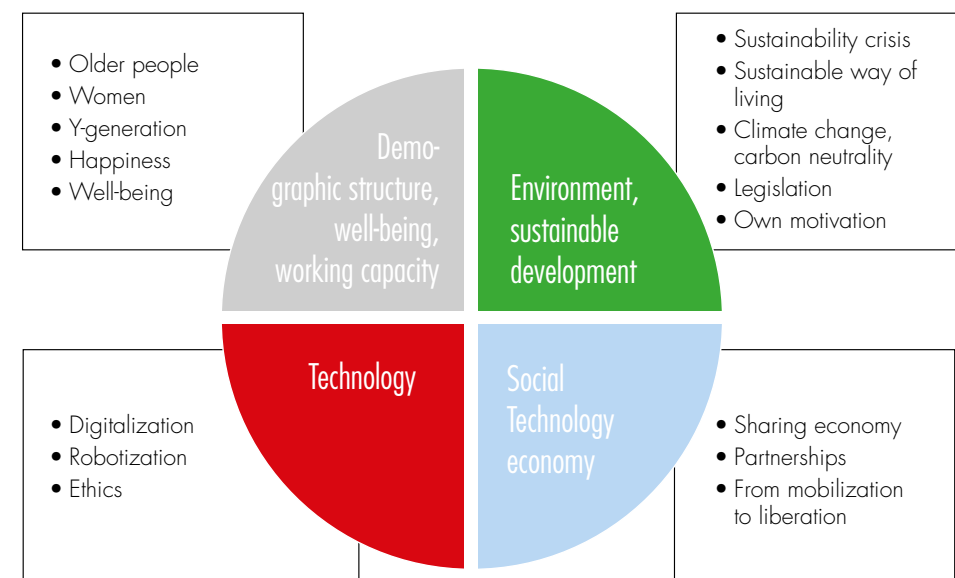 • Older people
• Women
• Y-generation
• Happiness
• Well-being
Demo-
graphic structure,
well-being,
working capacity
Environment,
sustainable
development
• Sustainability crisis
• Sustainable way of
living
• Climate change,
carbon neutrality
• Legislation
• Own motivation
• Digitalization
• Robotization
• Ethics
Technology
Social
Technology
economy
• Sharing economy
• Partnerships
• From mobilization
to liberation